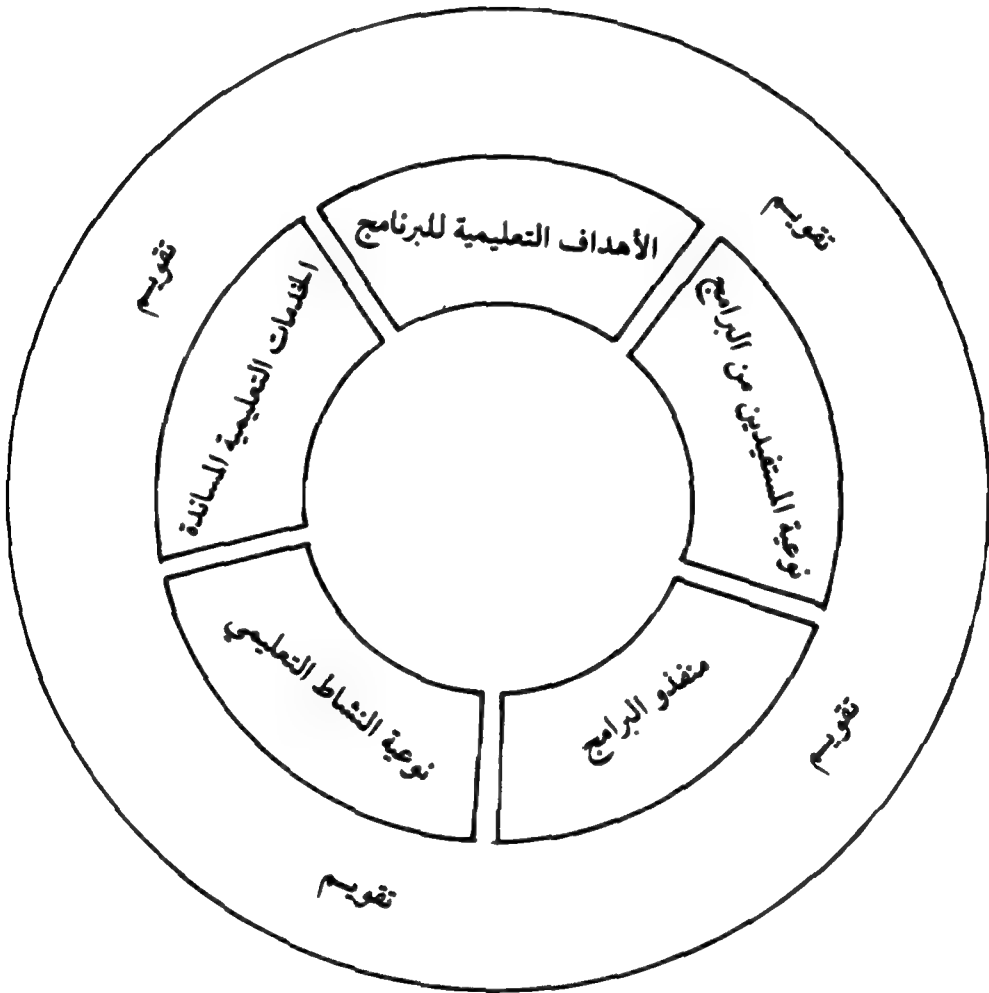 الأهداف التعليمية للبرنامج
نوعية المستفيدين من البرامج
منفذو البرامج
نوعية النشاط التعليمي
الخدمات التعليمية المساندة
تقويم
تقويم
تقويم
تقويم